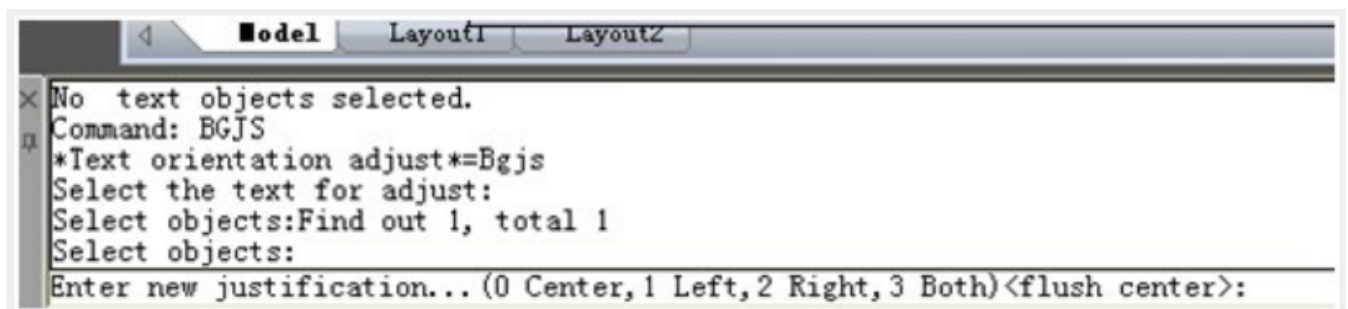 Model Layout1 Layout2
No text objects selected.
Command: BGJS
*Text orientation adjust*=Bgjs
Select the text for adjust:
Select objects:Find out 1, total 1
Select objects:
Enter new justification...(0 Center,1 Left,2 Right,3 Both)<flush center>: